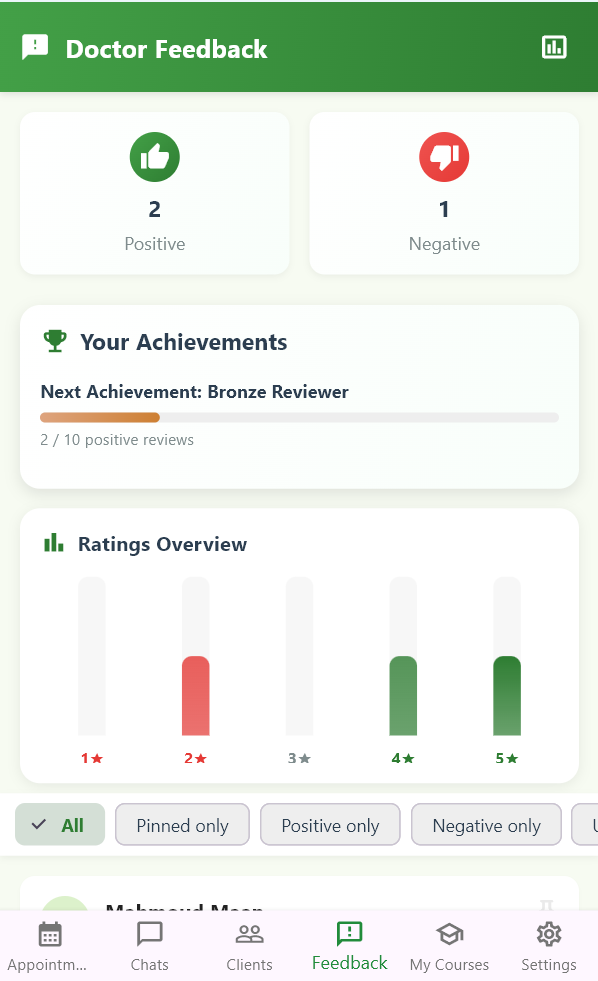 Doctor Feedback
2
Positive
1
Negative
Your Achievements
Next Achievement: Bronze Reviewer
2 / 10 positive reviews
Ratings Overview
1★ 2★ 3★ 4★ 5★
All Pinned only Positive only Negative only
Appointm... Chats Clients Feedback My Courses Settings